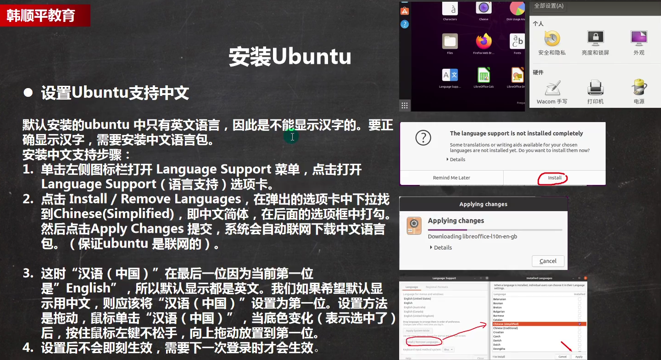 韩顺平教育
安装Ubuntu
● 设置Ubuntu支持中文
默认安装的ubuntu 中只有英文语言，因此是不能显示汉字的。要正
确显示汉字，需要安装中文语言包。
安装中文支持步骤：
1. 单击左侧图标栏打开 Language Support 菜单，点击打开
Language Support（语言支持）选项卡。
2. 点击 Install / Remove Languages，在弹出的选项卡中下拉找
到Chinese(Simplified)，即中文简体，在后面的选项框中打勾。
然后点击Apply Changes 提交，系统会自动联网下载中文语言
包。（保证ubuntu 是联网的）。
3. 这时“汉语（中国）”在最后一位因为当前第一位
是”English”，所以默认显示都是英文。我们如果希望默认显
示用中文，则应该将“汉语（中国）”设置为第一位。设置方法
是拖动，鼠标单击“汉语（中国）”，当底色变化（表示选中了）
后，按住鼠标左键不松手，向上拖动放置到第一位。
4. 设置后不会即刻生效，需要下一次登录时才会生效。
Characters
Files
全部设置(A)
个人
安全和隐私
亮度和锁屏
外观
硬件
Wacom 手写
打印机
电源
The language support is not installed completely
Some translations or writing aids available for your
chosen languages are not installed yet. Do you want to install them now?
Details
Remind Me Later
Install
Applying changes
Applying changes
Downloading libreoffice-l10n-en-gb
Details
Cancel
Language Support
Installed Languages